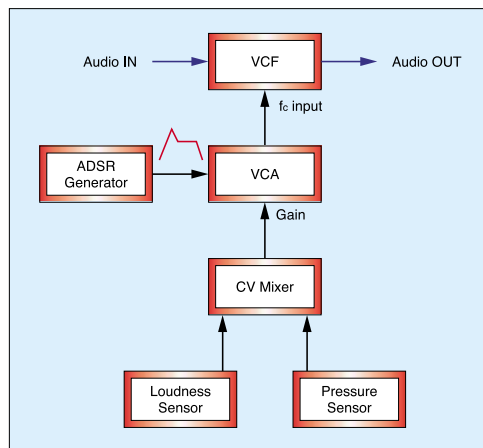 Audio IN
VCF
Audio OUT
fc input
ADSR
Generator
VCA
Gain
CV Mixer
Loudness
Sensor
Pressure
Sensor